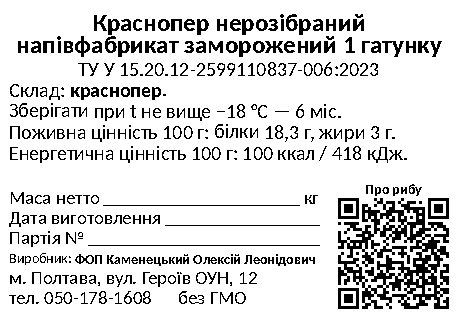 Краснопер нерозібраний
напівфабрикат заморожений 1 гатунку
ТУ У 15.20.12-2599110837-006:2023
Склад: краснопер.
Зберігати при t не вище −18 °С — 6 міс.
Поживна цінність 100 г: білки 18,3 г, жири 3 г.
Енергетична цінність 100 г: 100 ккал / 418 кДж.
Маса нетто ______________________ кг
Дата виготовлення _________________
Партія № _________________________
Про рибу
Виробник: ФОП Каменецький Олексій Леонідович
м. Полтава, вул. Героїв ОУН, 12
тел. 050-178-1608 без ГМО